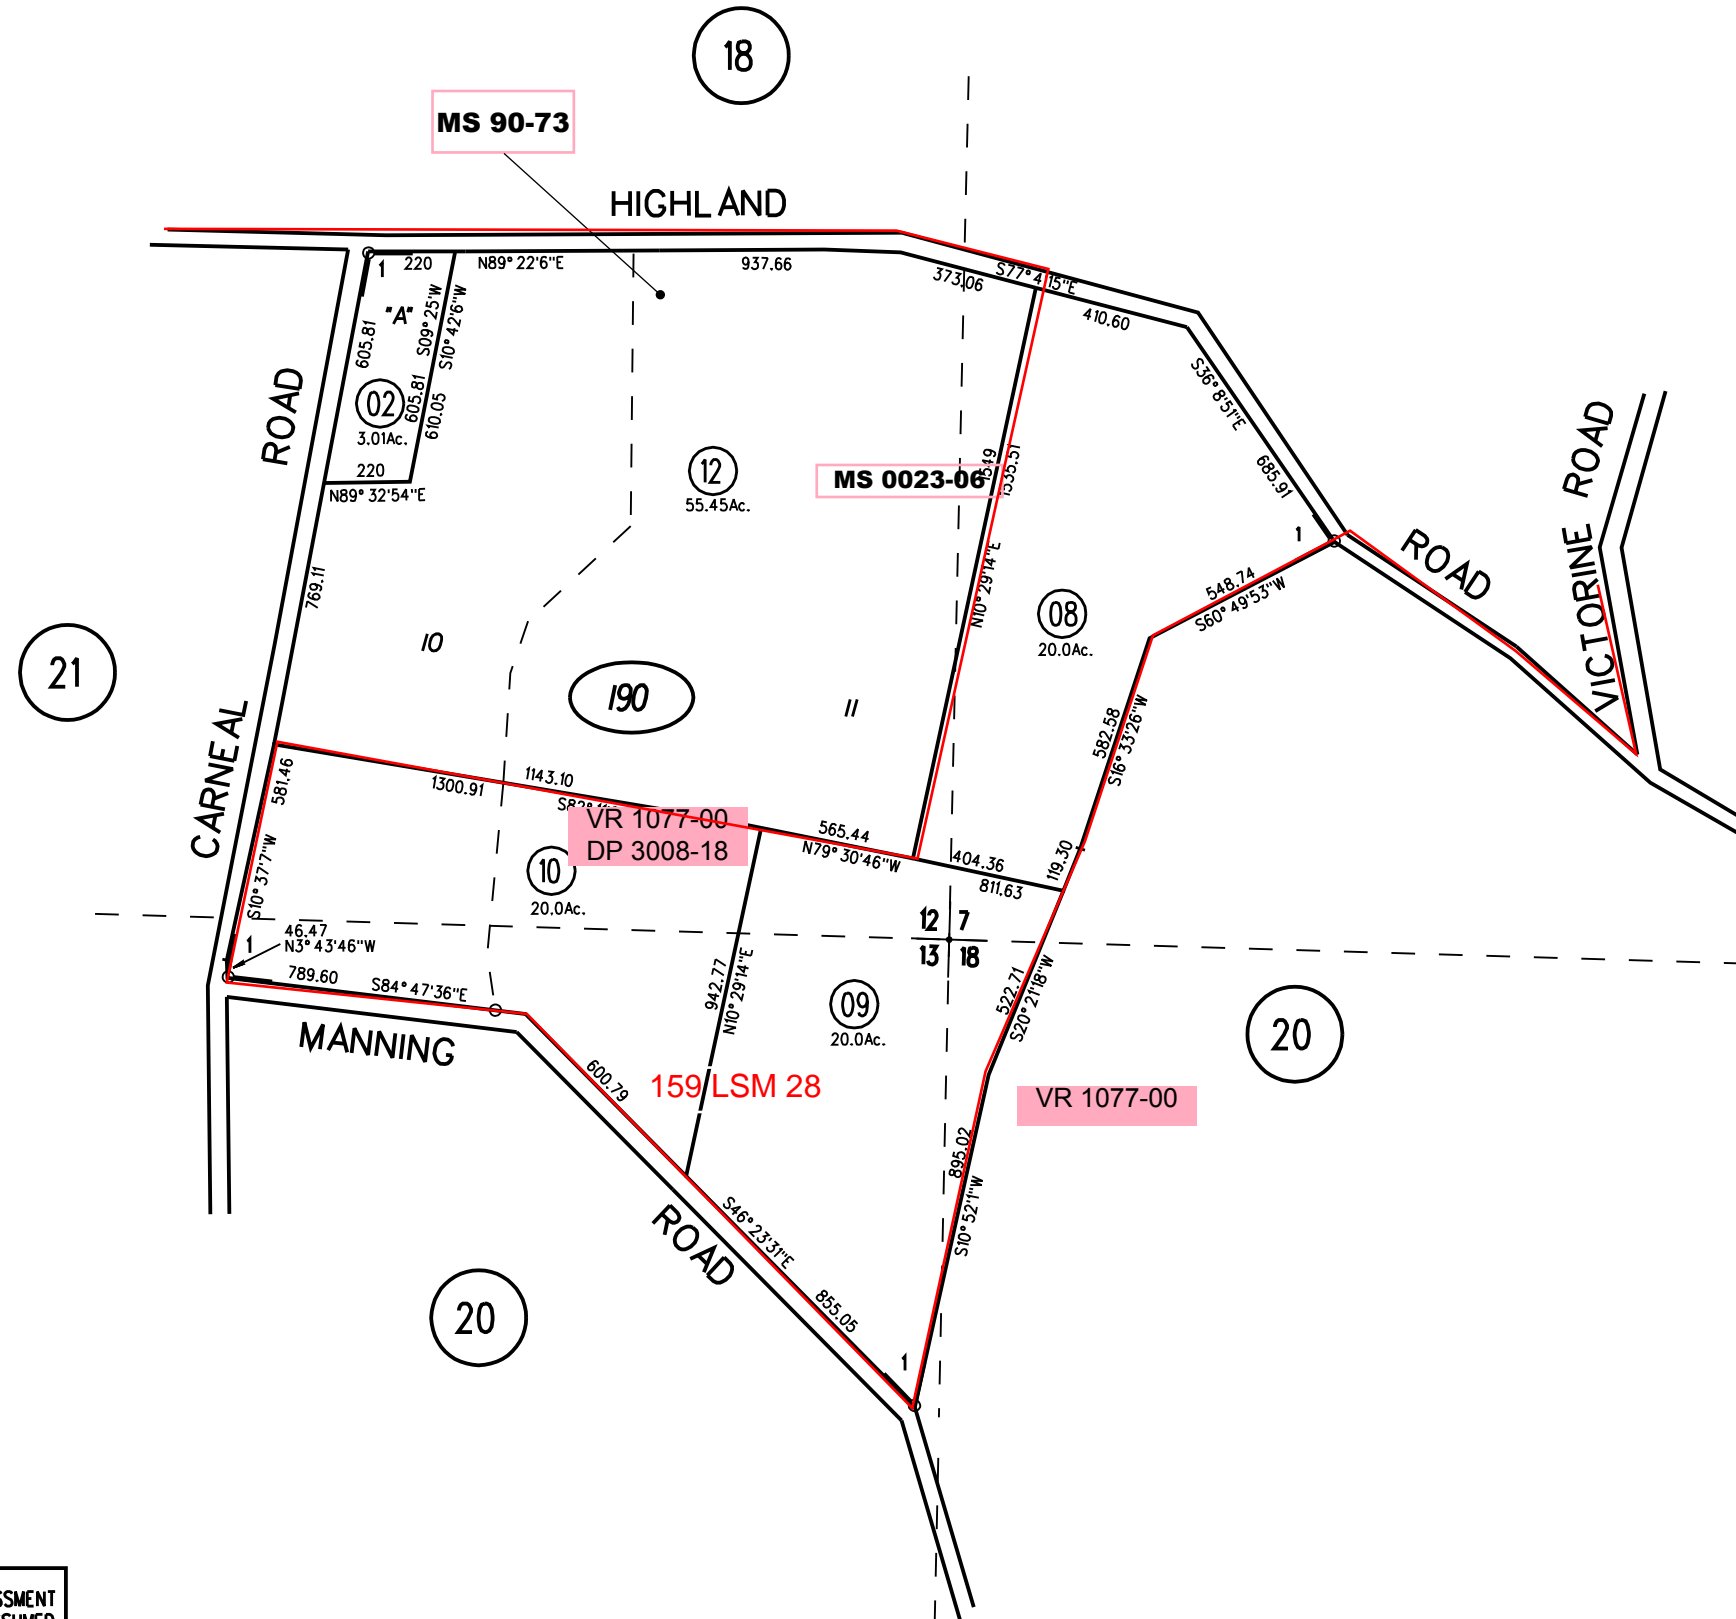 18
MS 90-73
HIGHLAND
1
220
N89° 22'6"E
937.66
373.06
S77° 4'15"E
410.60
"A"
605.81
S09° 25'W
S10° 42'6"W
605.81
610.05
02
3.01Ac.
220
N89° 32'54"E
ROAD
12
55.45Ac.
MS 0023-06
1535.51
N10° 29'14"E
S36° 8'51"E
685.91
1
ROAD
VICTORINE ROAD
548.74
S60° 49'53"W
08
20.0Ac.
769.11
10
190
11
21
CARNEAL
582.58
S16° 33'26"W
581.46
S10° 37'7"W
1300.91
1143.10
VR 1077-00
DP 3008-18
565.44
N79° 30'46"W
404.36
811.63
119.30
10
20.0Ac.
12 7
13 18
1
46.47
N3° 43'46"W
789.60
S84° 47'36"E
MANNING
942.77
N10° 29'14"E
09
20.0Ac.
522.71
S20° 21'18"W
20
600.79
159 LSM 28
VR 1077-00
895.02
S10° 52'1"W
ROAD
S46° 23'31"E
855.05
1
20
SSMENT